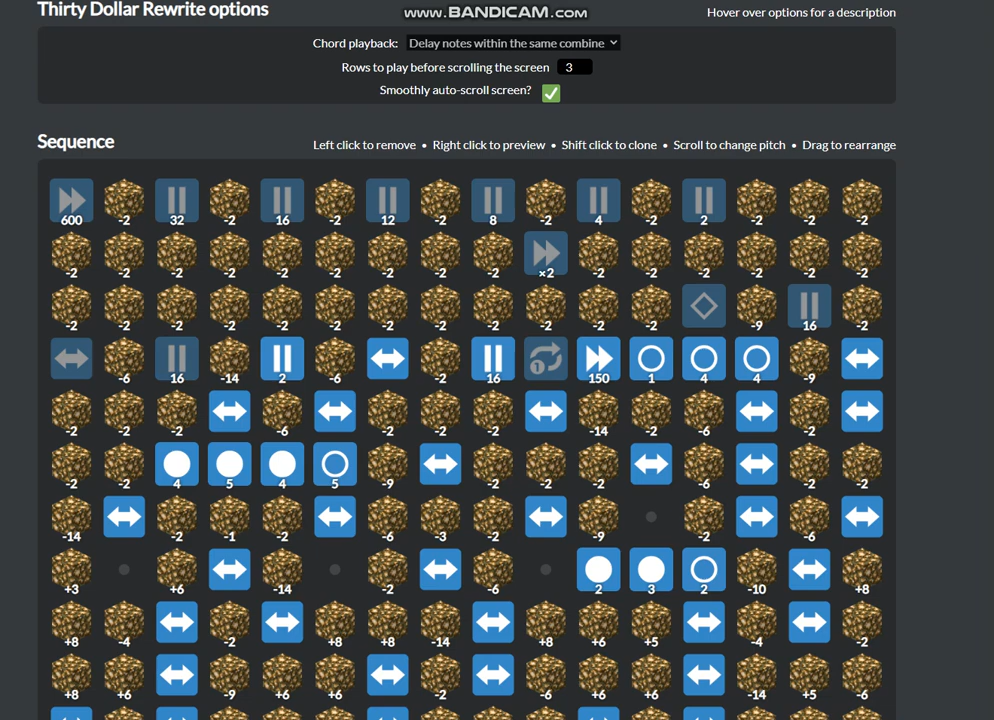 Thirty Dollar Rewrite options
www.BANDICAM.com
Hover over options for a description
Chord playback: Delay notes within the same combine
Rows to play before scrolling the screen 3
Smoothly auto-scroll screen?
Sequence
Left click to remove • Right click to preview • Shift click to clone • Scroll to change pitch • Drag to rearrange
600 -2 32 -2 16 -2 12 -2 8 -2 4 -2 2 -2 -2 -2
-2 -2 -2 -2 -2 -2 -2 -2 -2 ×2 -2 -2 -2 -2 -2 -2
-2 -2 -2 -2 -2 -2 -2 -2 -2 -2 -2 -2 -9 16 -2
-6 16 -14 2 -6 -2 16 1 150 1 4 4 -9
-2 -2 -2 -6 -2 -2 -2 -14 -2 -6 -2
-2 -2 4 5 4 5 -9 -2 -2 -2 -6 -2 -2
-14 -2 -1 -2 -6 -3 -2 -9 -2 -6
+3 +6 -14 -2 -6 2 3 2 -10 +8
+8 -4 -2 +8 +8 -14 +8 +6 +5 -4 -2
+8 +6 -9 +6 +6 -2 -6 +6 +6 -14 +5 -6